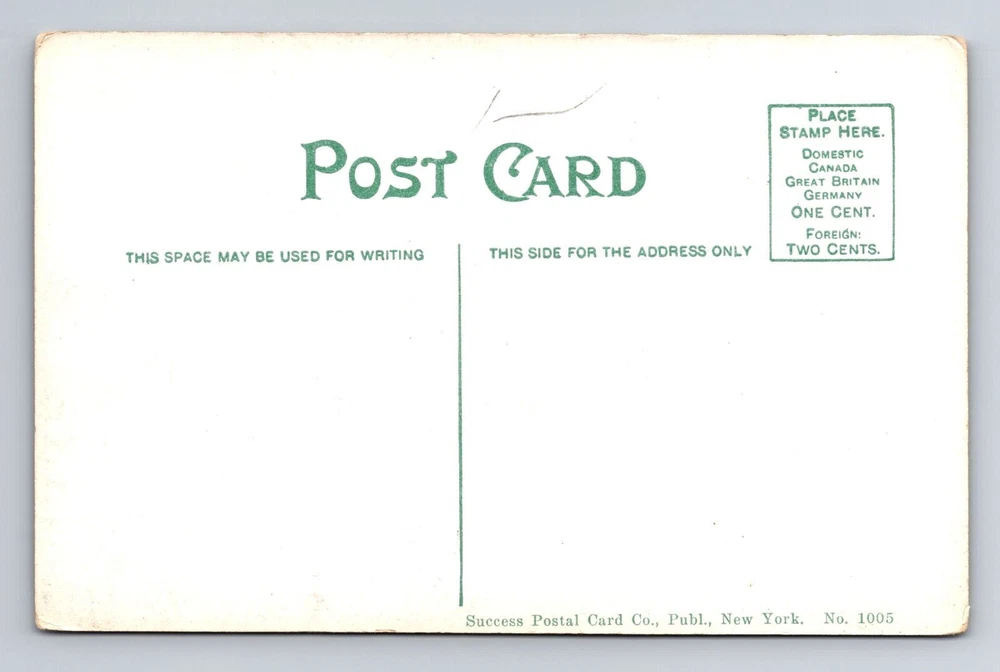 POST CARD
PLACE
STAMP HERE.
DOMESTIC
CANADA
GREAT BRITAIN
GERMANY
ONE CENT.
FOREIGN:
TWO CENTS.
THIS SPACE MAY BE USED FOR WRITING
THIS SIDE FOR THE ADDRESS ONLY
Success Postal Card Co., Publ., New York. No. 1005